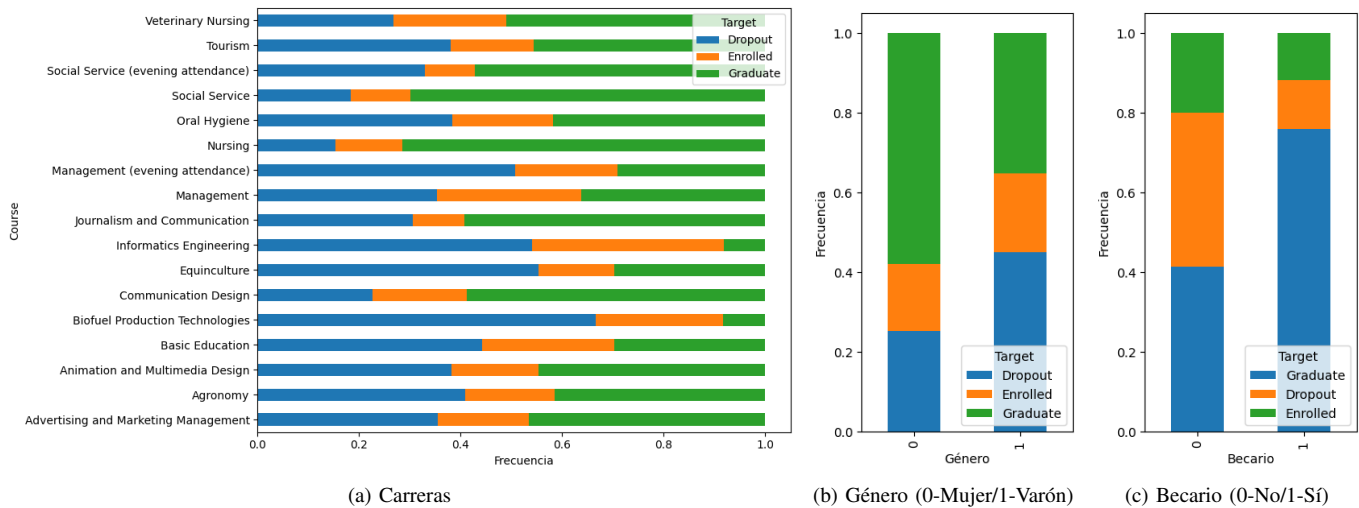 Course
Veterinary Nursing
Tourism
Social Service (evening attendance)
Social Service
Oral Hygiene
Nursing
Management (evening attendance)
Management
Journalism and Communication
Informatics Engineering
Equinculture
Communication Design
Biofuel Production Technologies
Basic Education
Animation and Multimedia Design
Agronomy
Advertising and Marketing Management
0.0 0.2 0.4 0.6 0.8 1.0
Frecuencia
Target
Dropout
Enrolled
Graduate
(a) Carreras
Frecuencia
1.0
0.8
0.6
0.4
0.2
0.0
Target
Dropout
Enrolled
Graduate
0 1
Género
(b) Género (0-Mujer/1-Varón)
Frecuencia
1.0
0.8
0.6
0.4
0.2
0.0
Target
Graduate
Dropout
Enrolled
0 1
Becario
(c) Becario (0-No/1-Sí)